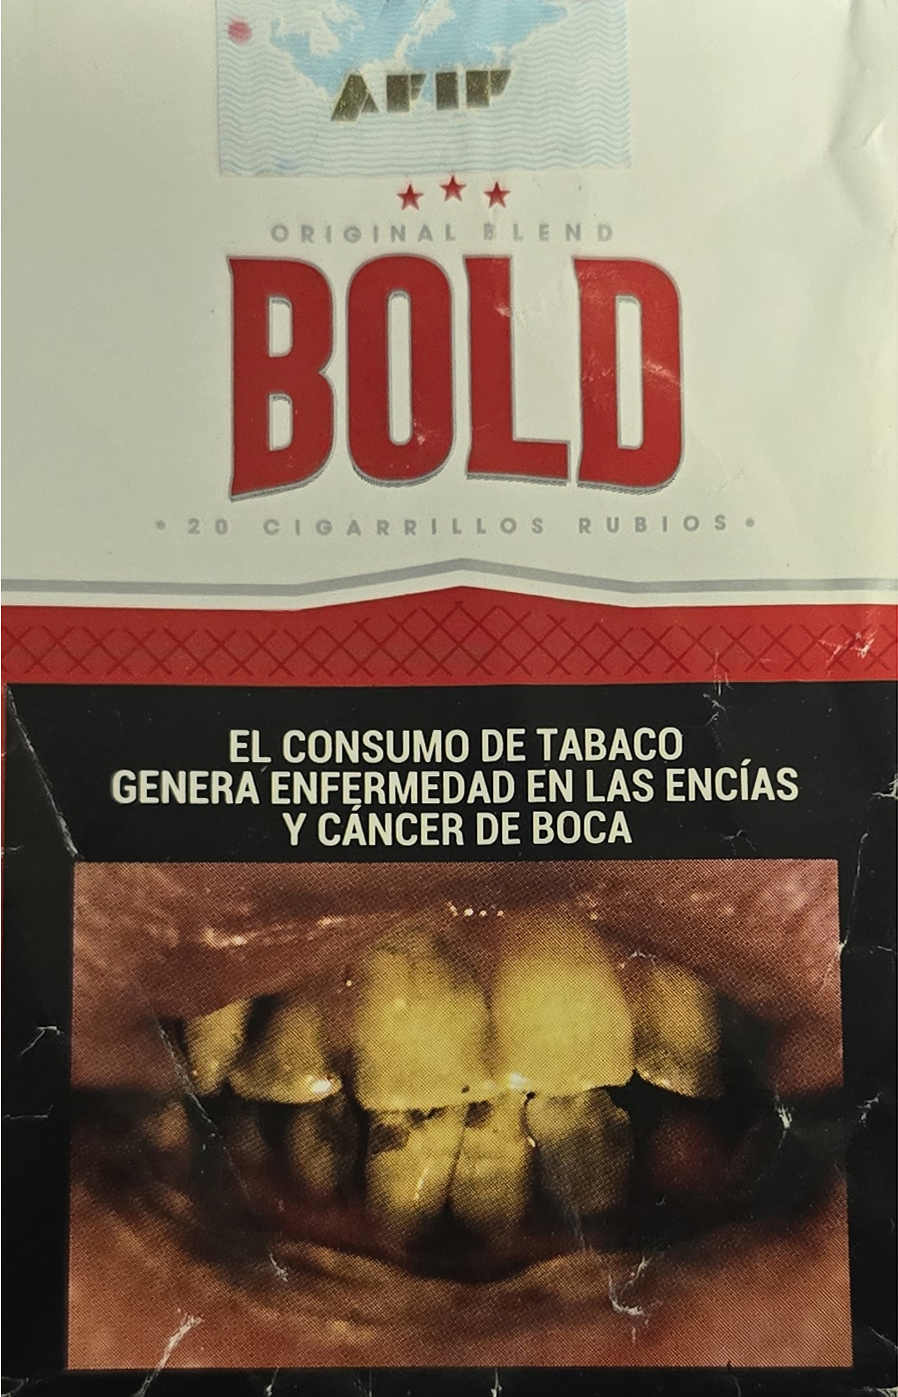 AFIP
ORIGINAL BLEND
BOLD
• 20 CIGARRILLOS RUBIOS •
EL CONSUMO DE TABACO
GENERA ENFERMEDAD EN LAS ENCÍAS
Y CÁNCER DE BOCA